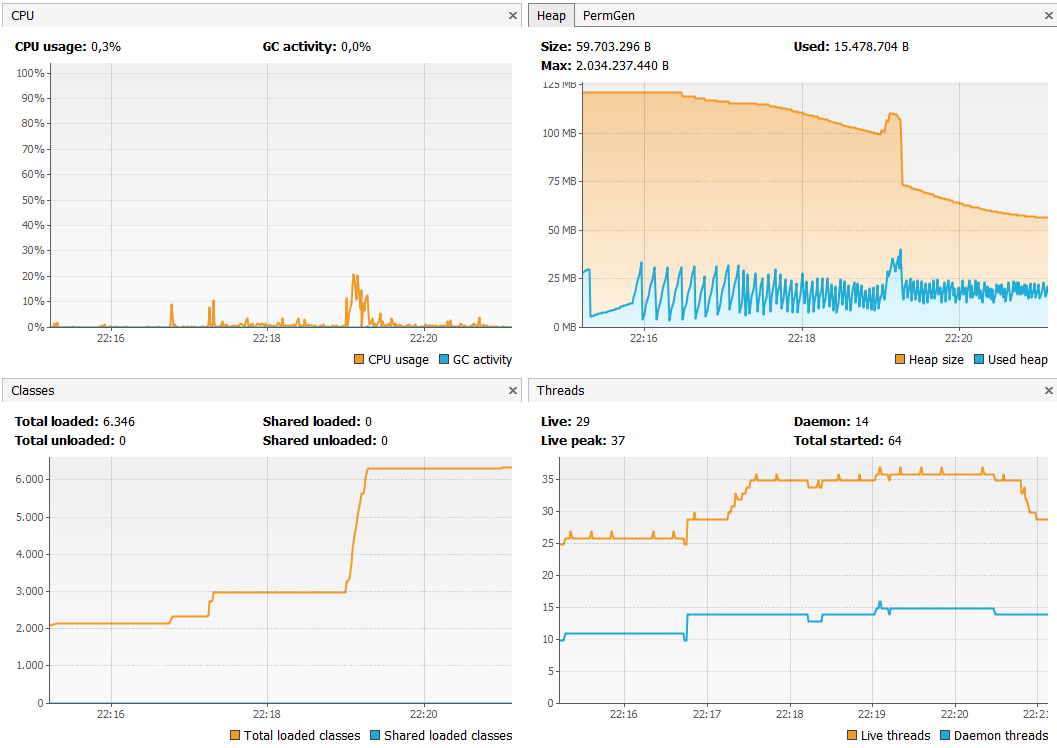 CPU
CPU usage: 0,3%
GC activity: 0,0%
100%
90%
80%
70%
60%
50%
40%
30%
20%
10%
0%
22:16
22:18
22:20
CPU usage
GC activity
Heap
PermGen
Size: 59.703.296 B
Used: 15.478.704 B
Max: 2.034.237.440 B
125 MB
100 MB
75 MB
50 MB
25 MB
0 MB
22:16
22:18
22:20
Heap size
Used heap
Classes
Total loaded: 6.346
Shared loaded: 0
Total unloaded: 0
Shared unloaded: 0
6.000
5.000
4.000
3.000
2.000
1.000
0
22:16
22:18
22:20
Total loaded classes
Shared loaded classes
Threads
Live: 29
Daemon: 14
Live peak: 37
Total started: 64
35
30
25
20
15
10
5
0
22:16
22:17
22:18
22:19
22:20
22:21
Live threads
Daemon threads